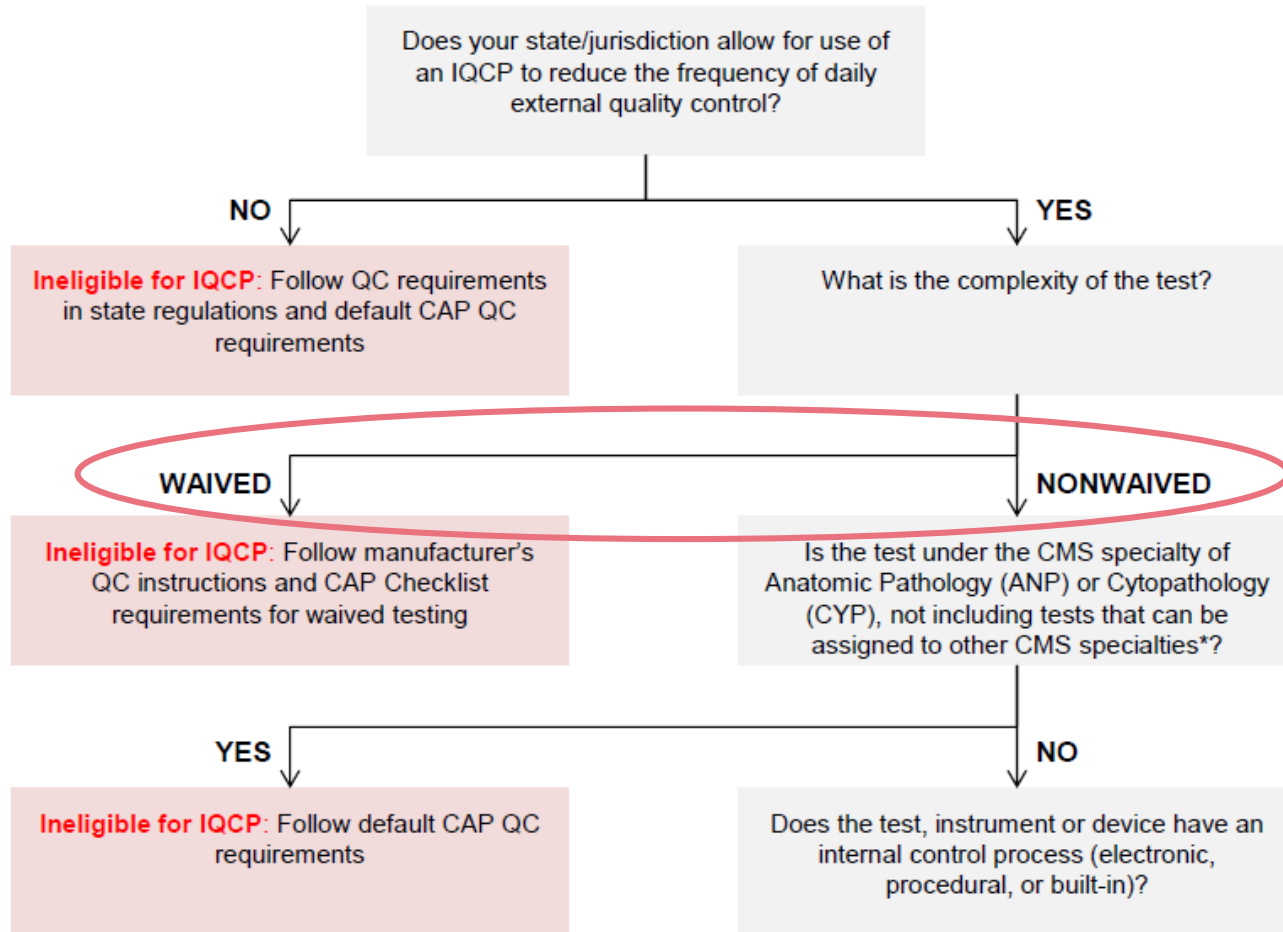 Does your state/jurisdiction allow for use of
an IQCP to reduce the frequency of daily
external quality control?
NO
YES
Ineligible for IQCP: Follow QC requirements
in state regulations and default CAP QC
requirements
What is the complexity of the test?
WAIVED
NONWAIVED
Ineligible for IQCP: Follow manufacturer's
QC instructions and CAP Checklist
requirements for waived testing
Is the test under the CMS specialty of
Anatomic Pathology (ANP) or Cytopathology
(CYP), not including tests that can be
assigned to other CMS specialties*?
YES
NO
Ineligible for IQCP: Follow default CAP QC
requirements
Does the test, instrument or device have an
internal control process (electronic,
procedural, or built-in)?